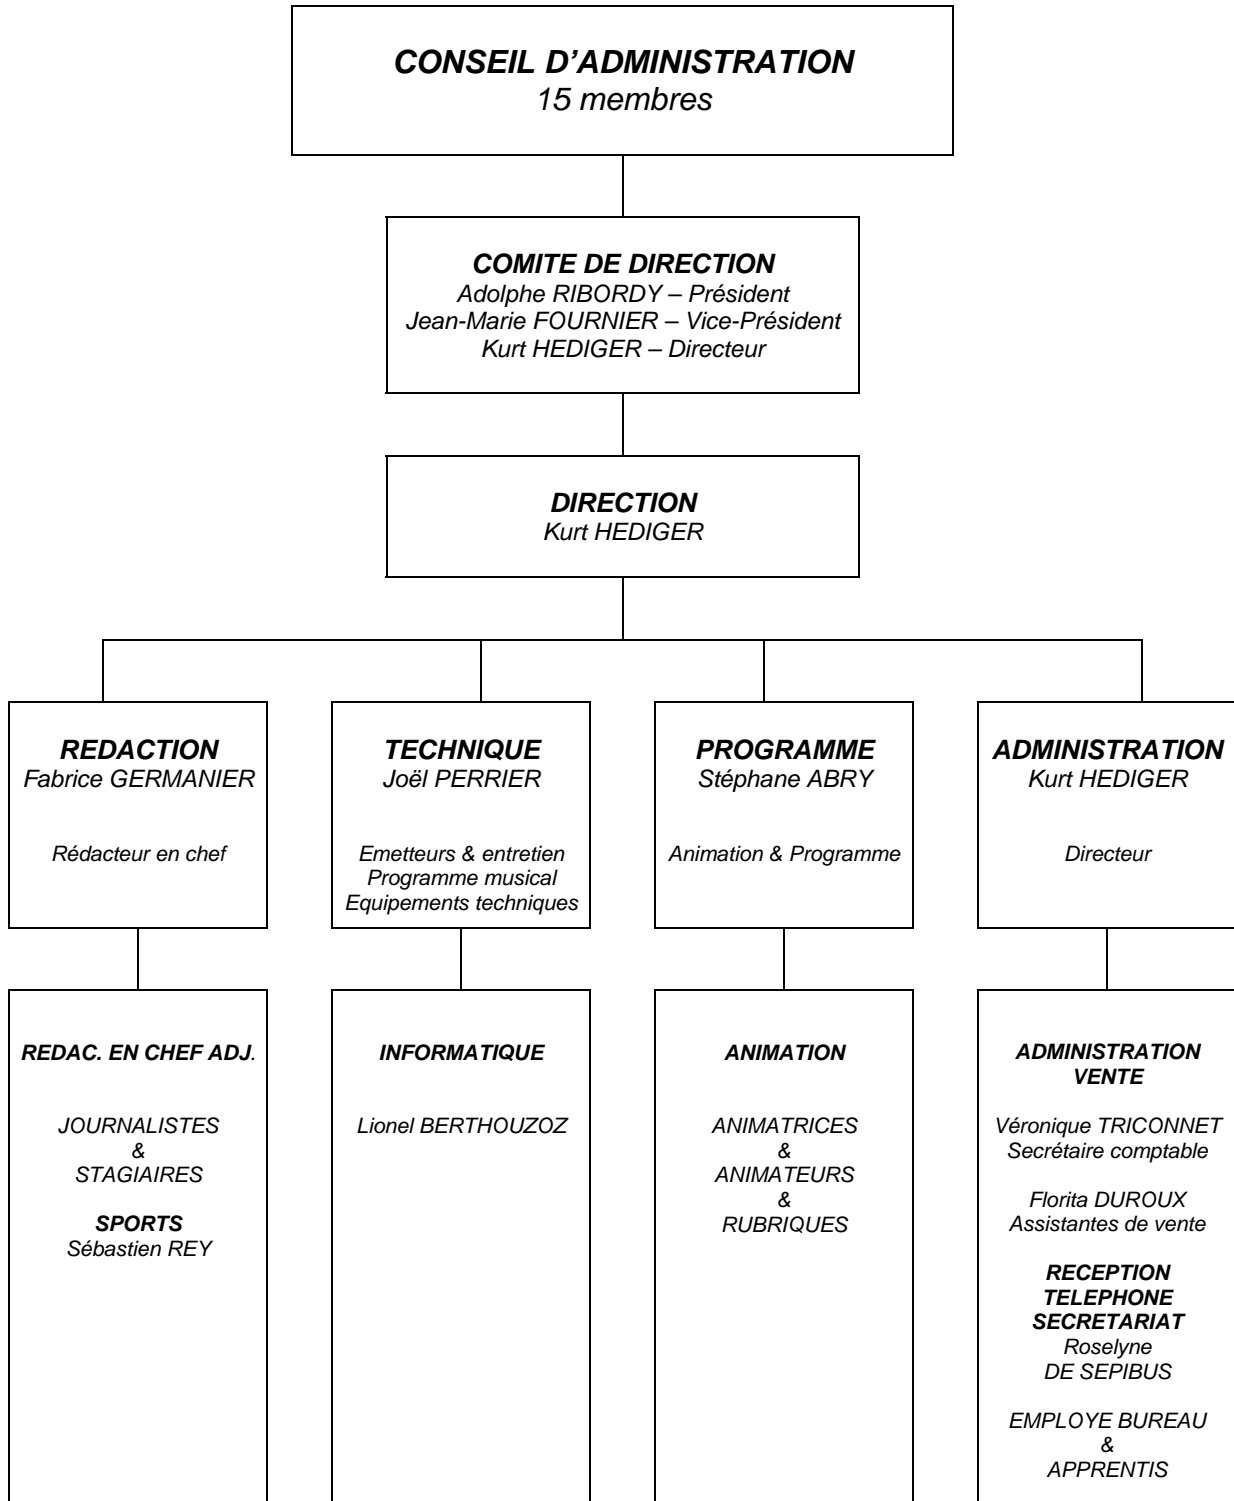 CONSEIL D’ADMINISTRATION
15 membres
COMITE DE DIRECTION
Adolphe RIBORDY – Président
Jean-Marie FOURNIER – Vice-Président
Kurt HEDIGER – Directeur
DIRECTION
Kurt HEDIGER
REDACTION
Fabrice GERMANIER
Rédacteur en chef
TECHNIQUE
Joël PERRIER
Emetteurs & entretien
Programme musical
Equipements techniques
PROGRAMME
Stéphane ABRY
Animation & Programme
ADMINISTRATION
Kurt HEDIGER
Directeur
REDAC. EN CHEF ADJ.
JOURNALISTES
&
STAGIAIRES
SPORTS
Sébastien REY
INFORMATIQUE
Lionel BERTHOUZOZ
ANIMATION
ANIMATRICES
&
ANIMATEURS
&
RUBRIQUES
ADMINISTRATION
VENTE
Véronique TRICONNET
Secrétaire comptable
Florita DUROUX
Assistantes de vente
RECEPTION
TELEPHONE
SECRETARIAT
Roselyne
DE SEPIBUS
EMPLOYE BUREAU
&
APPRENTIS